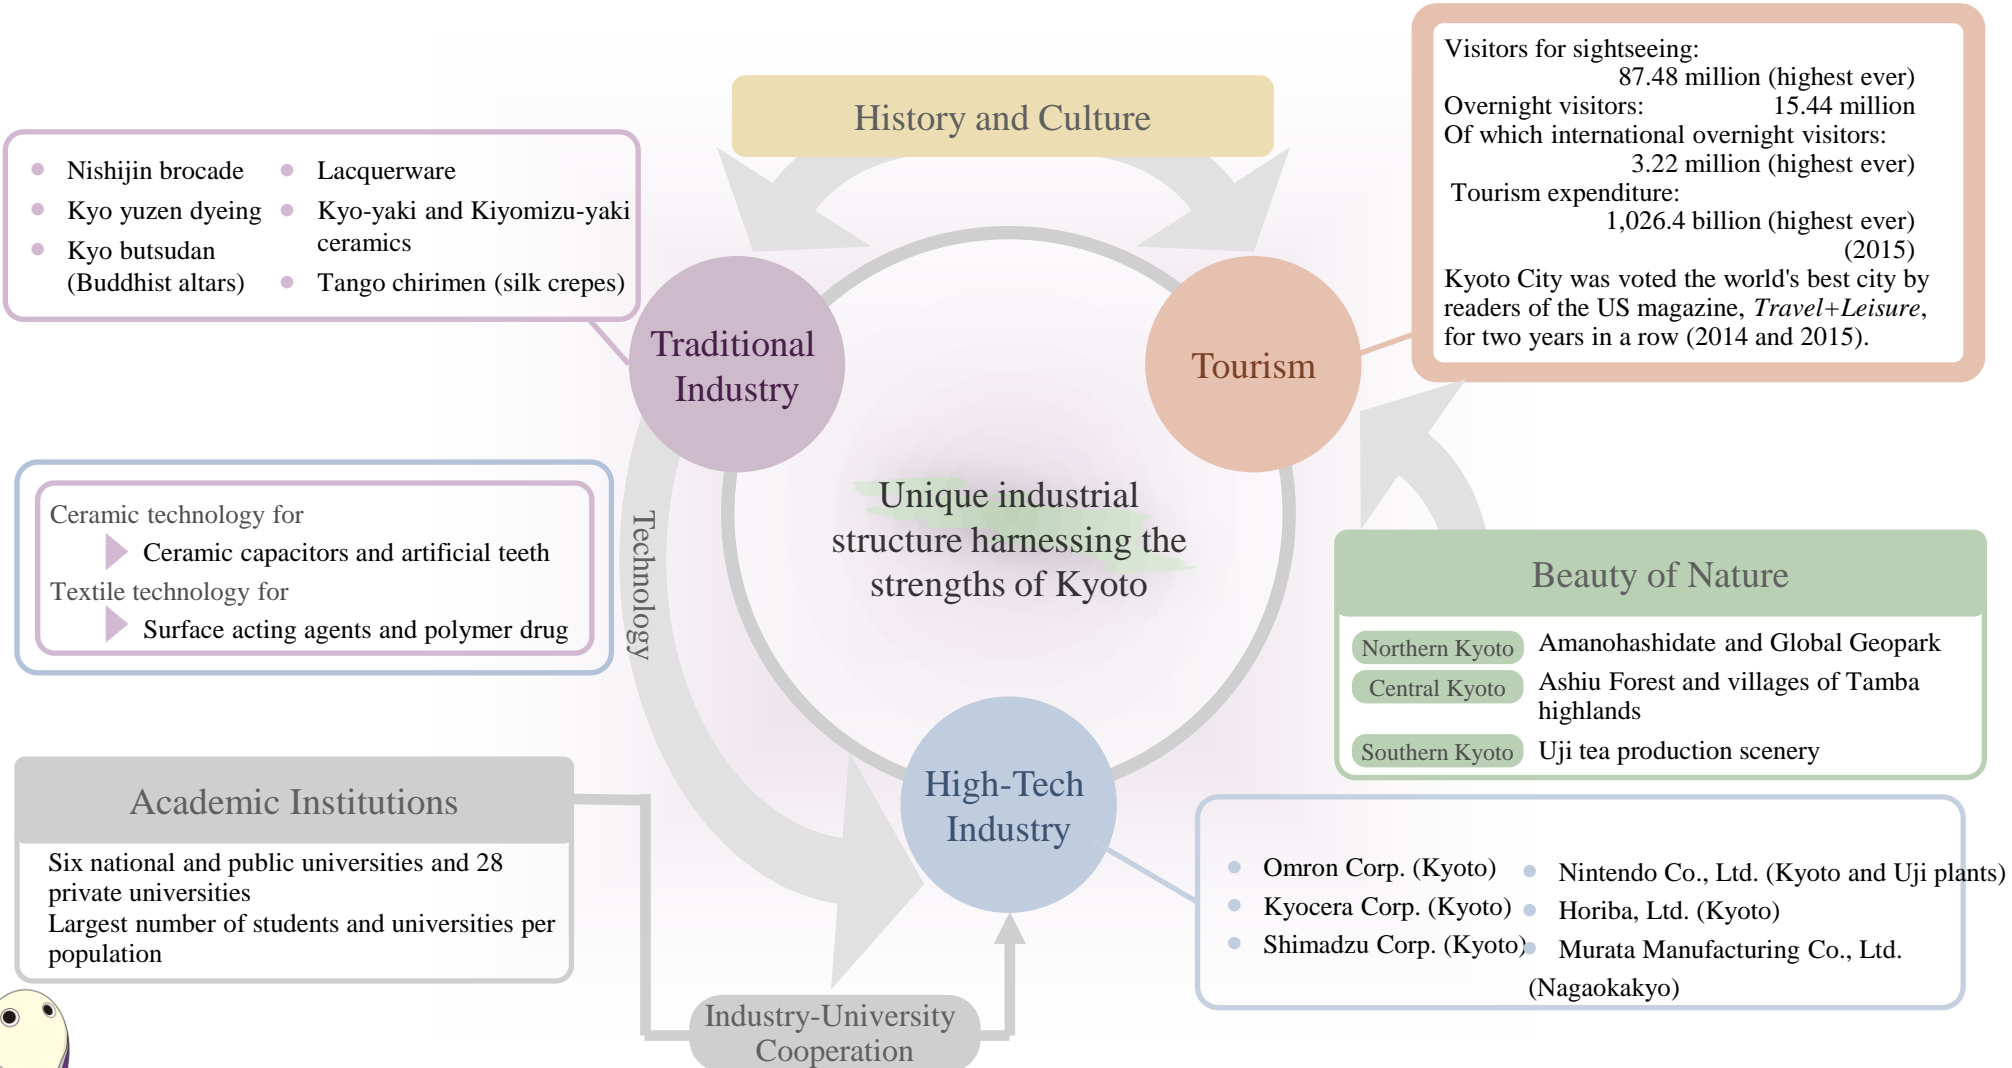 History and Culture
Nishijin brocade
Kyo yuzen dyeing
Kyo butsudan
(Buddhist altars)
Lacquerware
Kyo-yaki and Kiyomizu-yaki
ceramics
Tango chirimen (silk crepes)
Traditional
Industry
Tourism
Visitors for sightseeing:
87.48 million (highest ever)
Overnight visitors: 15.44 million
Of which international overnight visitors:
3.22 million (highest ever)
Tourism expenditure:
1,026.4 billion (highest ever)
(2015)
Kyoto City was voted the world's best city by
readers of the US magazine, Travel+Leisure,
for two years in a row (2014 and 2015).
Unique industrial
structure harnessing the
strengths of Kyoto
Technology
Ceramic technology for
Ceramic capacitors and artificial teeth
Textile technology for
Surface acting agents and polymer drug
Beauty of Nature
Northern Kyoto Amanohashidate and Global Geopark
Central Kyoto Ashiu Forest and villages of Tamba
highlands
Southern Kyoto Uji tea production scenery
Academic Institutions
Six national and public universities and 28
private universities
Largest number of students and universities per
population
High-Tech
Industry
Omron Corp. (Kyoto)
Kyocera Corp. (Kyoto)
Shimadzu Corp. (Kyoto)
Nintendo Co., Ltd. (Kyoto and Uji plants)
Horiba, Ltd. (Kyoto)
Murata Manufacturing Co., Ltd.
(Nagaokakyo)
Industry-University
Cooperation